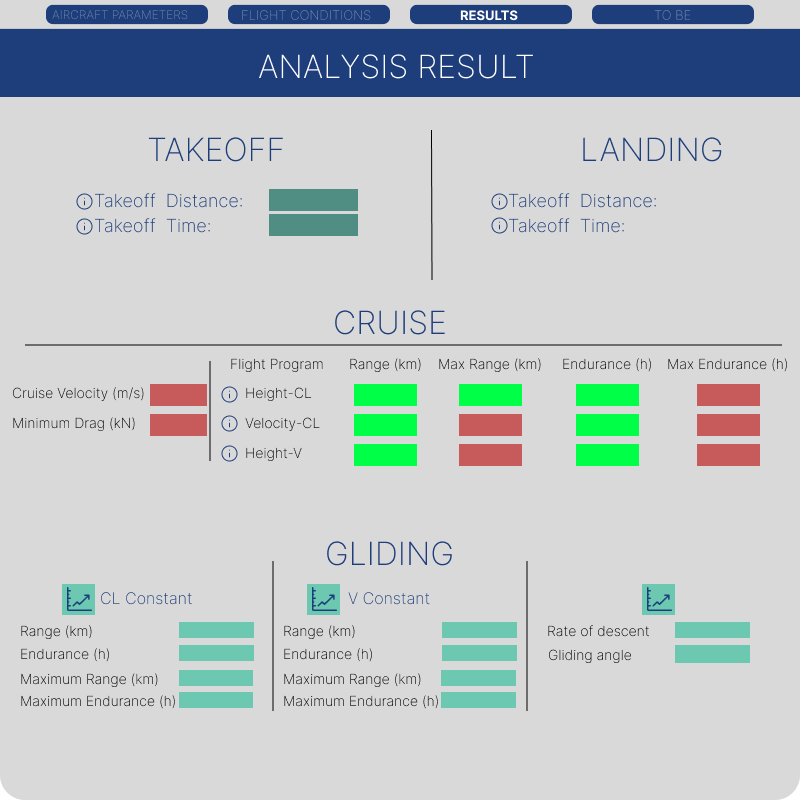 AIRCRAFT PARAMETERS FLIGHT CONDITIONS RESULTS TO BE
ANALYSIS RESULT
TAKEOFF LANDING
Takeoff Distance: Takeoff Distance:
Takeoff Time: Takeoff Time:
CRUISE
Flight Program Range (km) Max Range (km) Endurance (h) Max Endurance (h)
Cruise Velocity (m/s) Height-CL
Minimum Drag (kN) Velocity-CL
Height-V
GLIDING
CL Constant V Constant
Range (km) Range (km) Rate of descent
Endurance (h) Endurance (h) Gliding angle
Maximum Range (km) Maximum Range (km)
Maximum Endurance (h) Maximum Endurance (h)